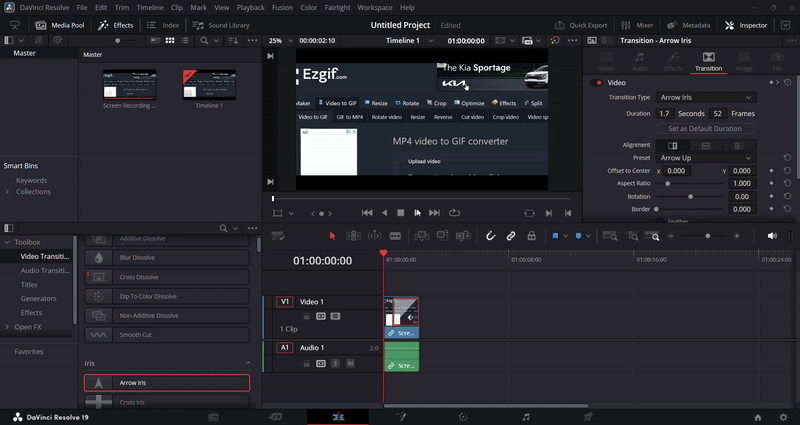 DaVinci Resolve File Edit Trim Timeline Clip Mark View Playback Fusion Color Fairlight Workspace Help
Media Pool Effects Index Sound Library Untitled Project Edited Quick Export Mixer Metadata Inspector
Master 25% 00:00:02:10 Timeline 1 01:00:00:00 Transition - Arrow Iris
Master
Video Audio Effects Transition Image File
Screen Recording ...
Timeline 1
Smart Bins
Keywords
Collections
Ezgif.com
The Kia Sportage
Maker Video to GIF Resize Rotate Crop Optimize Effects Split
Video to GIF GIF to MP4 Rotate video Resize Reverse Cut video Crop video Video sp
MP4 video to GIF converter
Upload video
Video
Transition Type Arrow Iris
Duration 1.7 Seconds 52 Frames
Set as Default Duration
Alignment
Preset Arrow Up
Offset to Center X 0.000 Y 0.000
Aspect Ratio 1.000
Rotation 0.00
Border 0.000
Feather
Toolbox
Video Transiti...
Audio Transiti...
Titles
Generators
Effects
Open FX
Favorites
Additive Dissolve
Blur Dissolve
Cross Dissolve
Dip To Color Dissolve
Non-Additive Dissolve
Smooth Cut
Iris
Arrow Iris
Cross Iris
01:00:00:00
01:00:00:00 01:00:08:00 01:00:16:00 01:00:24:00
V1 Video 1
1 Clip
Scre...
A1 Audio 1 2.0
S M
Scre...
DaVinci Resolve 19